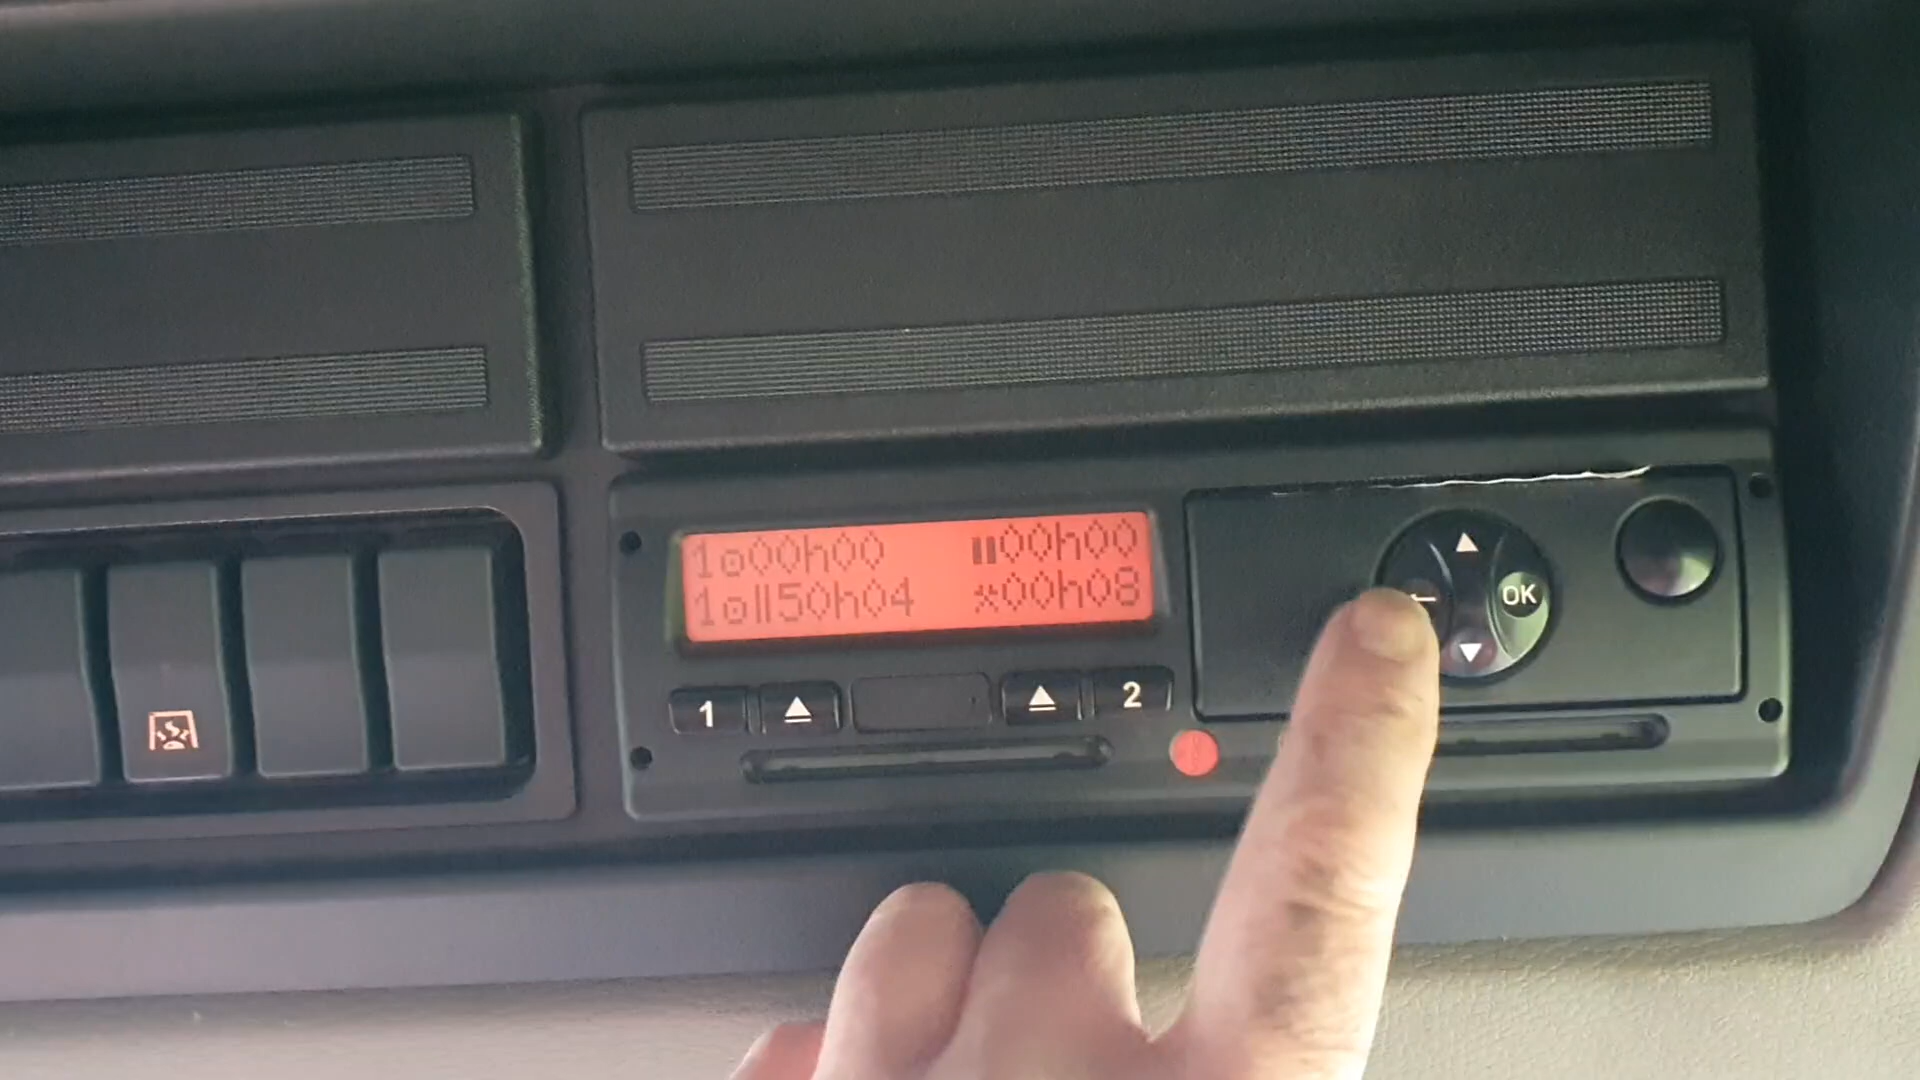 1⊙00h00 ▮▮00h00
1⊙||50h04 ⚒00h08
1 ▲ ▲ 2
▲
← OK
▼